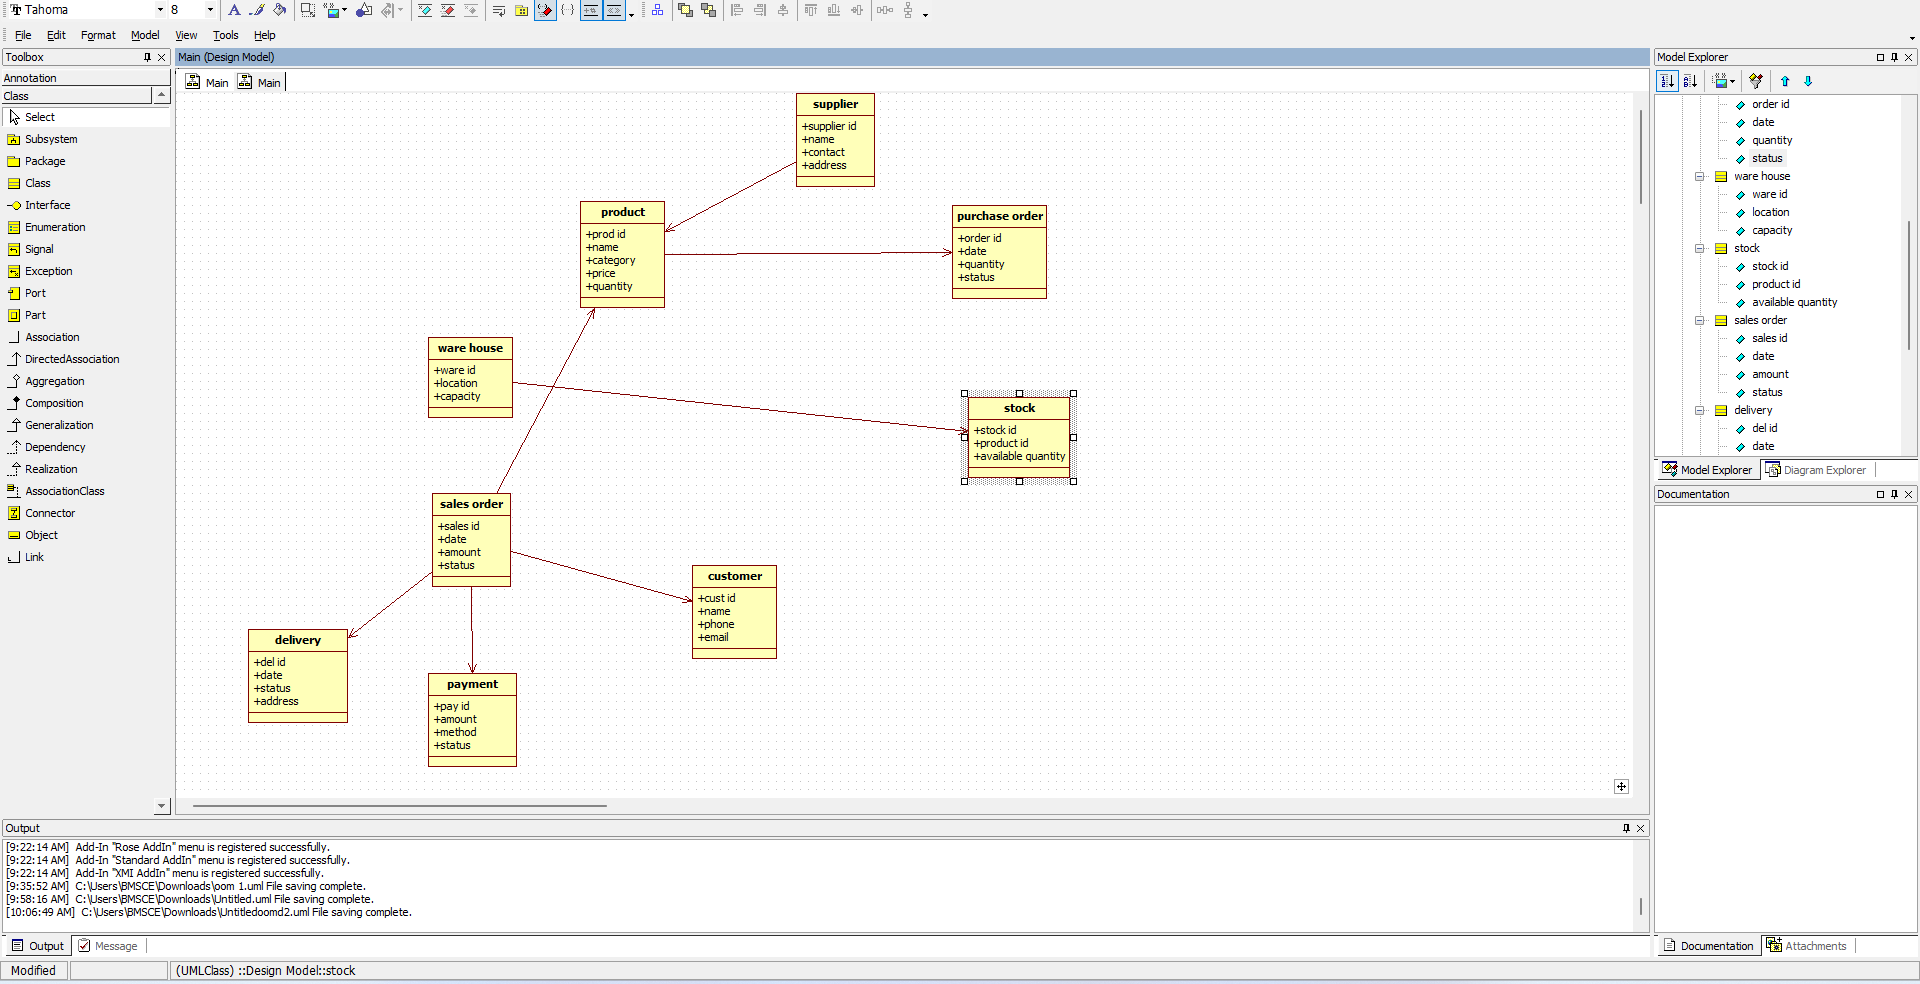 Tahoma 8
File Edit Format Model View Tools Help
Toolbox
Annotation
Class
Select
Subsystem
Package
Class
Interface
Enumeration
Signal
Exception
Port
Part
Association
DirectedAssociation
Aggregation
Composition
Generalization
Dependency
Realization
AssociationClass
Connector
Object
Link
Main (Design Model)
Main Main
supplier
+supplier id
+name
+contact
+address
product
+prod id
+name
+category
+price
+quantity
purchase order
+order id
+date
+quantity
+status
ware house
+ware id
+location
+capacity
stock
+stock id
+product id
+available quantity
sales order
+sales id
+date
+amount
+status
customer
+cust id
+name
+phone
+email
delivery
+del id
+date
+status
+address
payment
+pay id
+amount
+method
+status
Model Explorer
order id
date
quantity
status
ware house
ware id
location
capacity
stock
stock id
product id
available quantity
sales order
sales id
date
amount
status
delivery
del id
date
Model Explorer Diagram Explorer
Documentation
Documentation Attachments
Output
[9:22:14 AM] Add-In "Rose AddIn" menu is registered successfully.
[9:22:14 AM] Add-In "Standard AddIn" menu is registered successfully.
[9:22:14 AM] Add-In "XMI AddIn" menu is registered successfully.
[9:35:52 AM] C:\Users\BMSCE\Downloads\oom 1.uml File saving complete.
[9:58:16 AM] C:\Users\BMSCE\Downloads\Untitled.uml File saving complete.
[10:06:49 AM] C:\Users\BMSCE\Downloads\Untitledoomd2.uml File saving complete.
Output Message
Modified (UMLClass) ::Design Model::stock